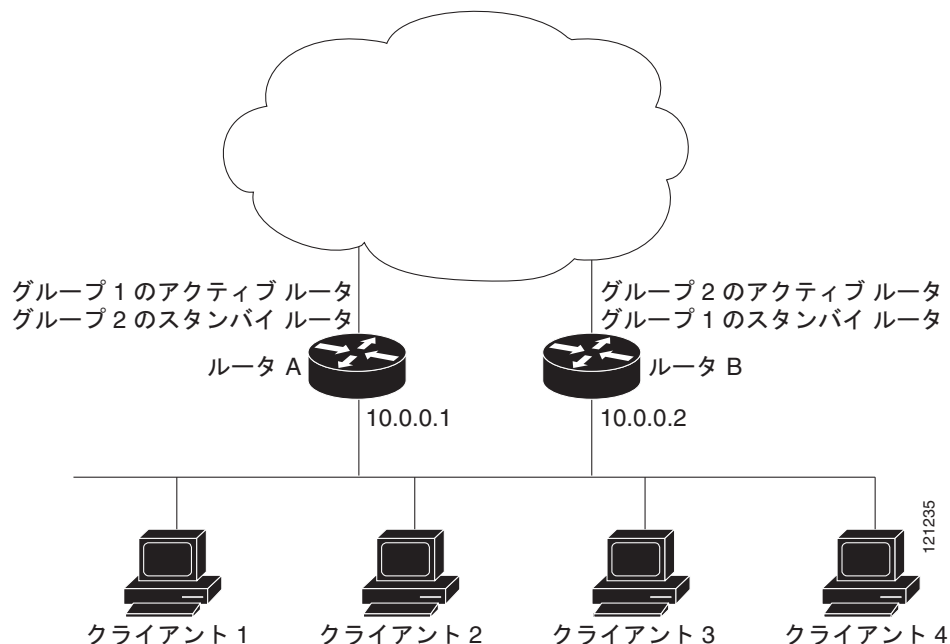 グループ 1 のアクティブ ルータ
グループ 2 のスタンバイ ルータ
グループ 2 のアクティブ ルータ
グループ 1 のスタンバイ ルータ
ルータ A
ルータ B
10.0.0.1
10.0.0.2
121235
クライアント 1
クライアント 2
クライアント 3
クライアント 4